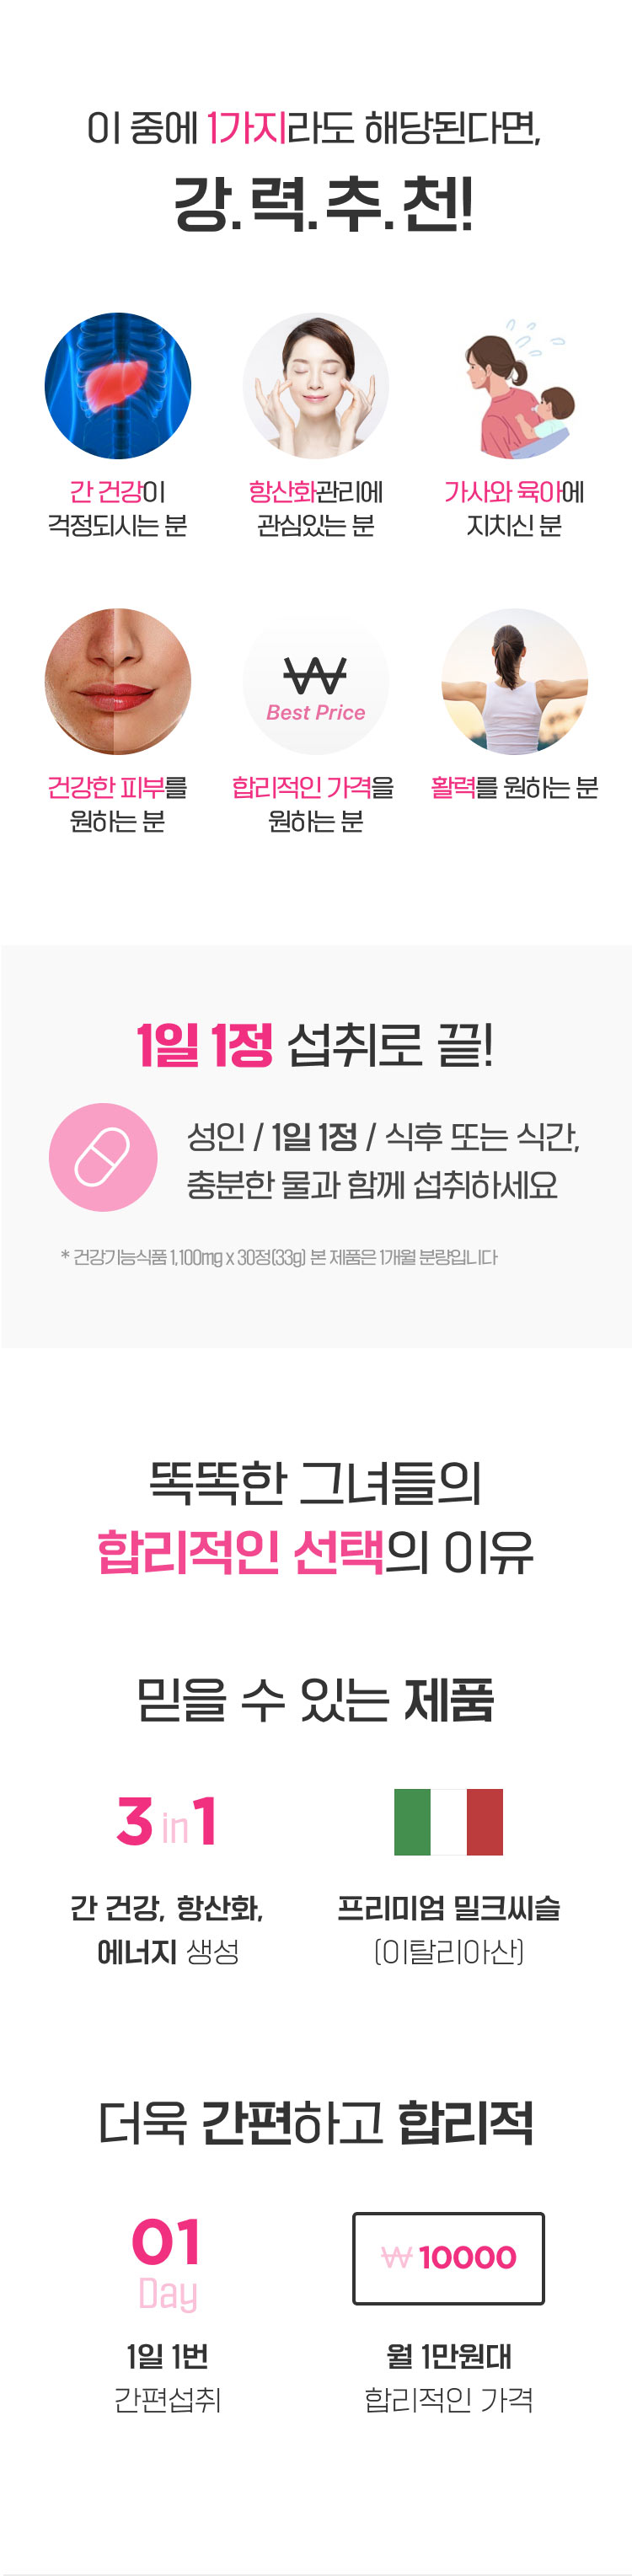 이 중에 1가지라도 해당된다면,
강.력.추.천!
간 건강이
걱정되시는 분
항산화관리에
관심있는 분
가사와 육아에
지치신 분
₩
Best Price
건강한 피부를
원하는 분
합리적인 가격을
원하는 분
활력를 원하는 분
1일 1정 섭취로 끝!
성인 / 1일 1정 / 식후 또는 식간,
충분한 물과 함께 섭취하세요
* 건강기능식품 1,100mg x 30정(33g) 본 제품은 1개월 분량입니다
똑똑한 그녀들의
합리적인 선택의 이유
믿을 수 있는 제품
3 in 1
간 건강, 항산화,
에너지 생성
프리미엄 밀크씨슬
(이탈리아산)
더욱 간편하고 합리적
01
Day
1일 1번
간편섭취
₩ 10000
월 1만원대
합리적인 가격